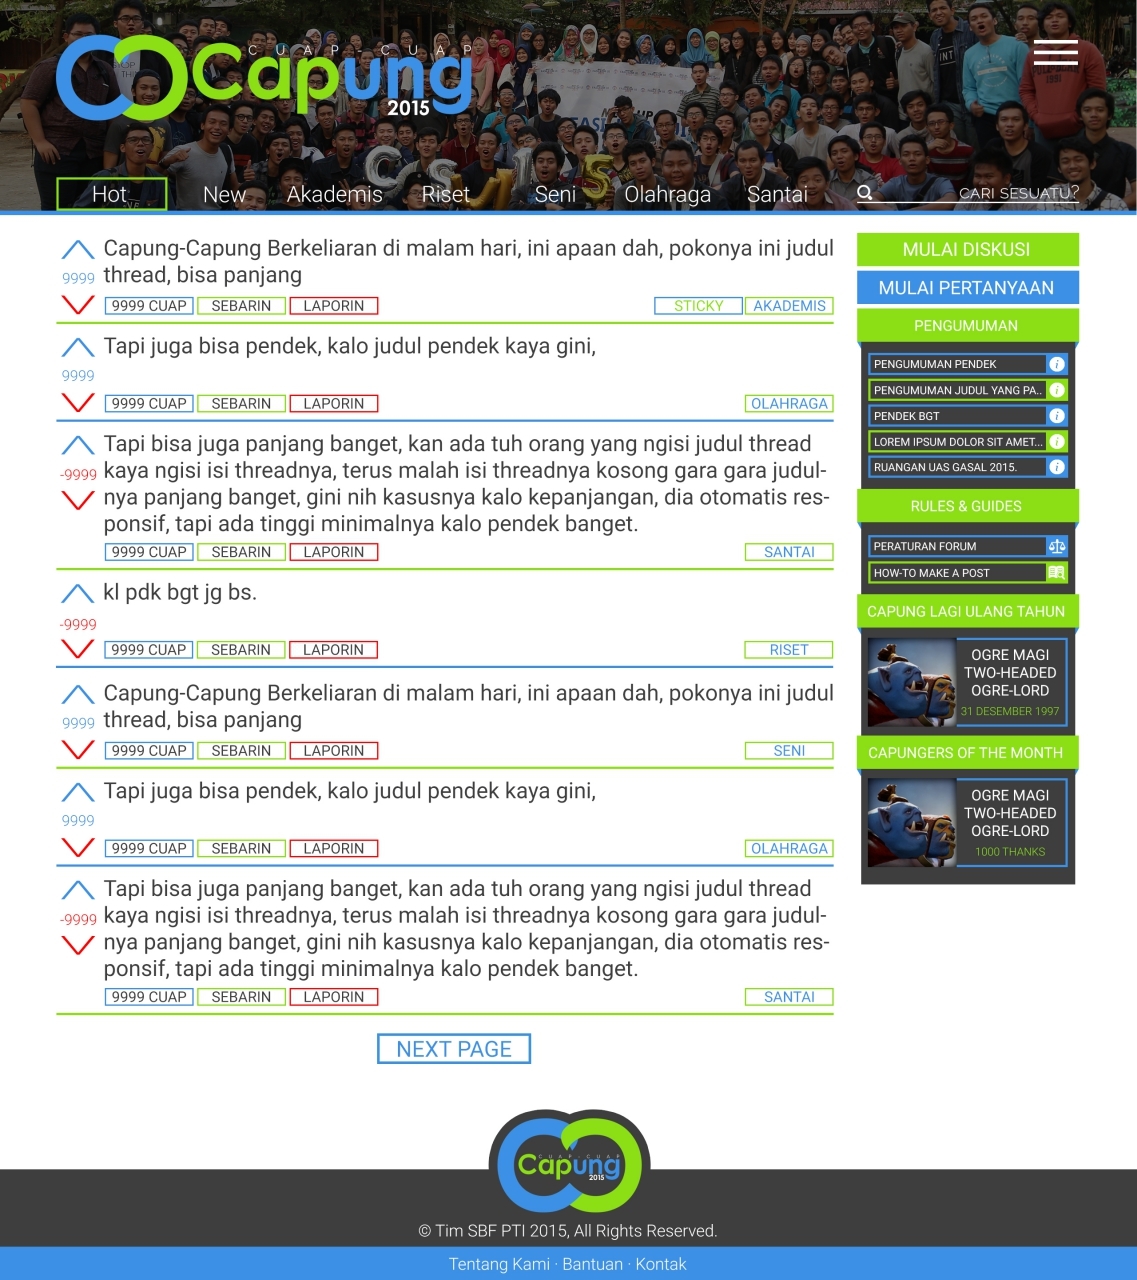 CUAP-CUAP
Capung
2015
Hot New Akademis Riset Seni Olahraga Santai CARI SESUATU?
9999
Capung-Capung Berkeliaran di malam hari, ini apaan dah, pokonya ini judul
thread, bisa panjang
9999 CUAP SEBARIN LAPORIN STICKY AKADEMIS
9999
Tapi juga bisa pendek, kalo judul pendek kaya gini,
9999 CUAP SEBARIN LAPORIN OLAHRAGA
-9999
Tapi bisa juga panjang banget, kan ada tuh orang yang ngisi judul thread
kaya ngisi isi threadnya, terus malah isi threadnya kosong gara gara judul-
nya panjang banget, gini nih kasusnya kalo kepanjangan, dia otomatis res-
ponsif, tapi ada tinggi minimalnya kalo pendek banget.
9999 CUAP SEBARIN LAPORIN SANTAI
-9999
kl pdk bgt jg bs.
9999 CUAP SEBARIN LAPORIN RISET
9999
Capung-Capung Berkeliaran di malam hari, ini apaan dah, pokonya ini judul
thread, bisa panjang
9999 CUAP SEBARIN LAPORIN SENI
9999
Tapi juga bisa pendek, kalo judul pendek kaya gini,
9999 CUAP SEBARIN LAPORIN OLAHRAGA
-9999
Tapi bisa juga panjang banget, kan ada tuh orang yang ngisi judul thread
kaya ngisi isi threadnya, terus malah isi threadnya kosong gara gara judul-
nya panjang banget, gini nih kasusnya kalo kepanjangan, dia otomatis res-
ponsif, tapi ada tinggi minimalnya kalo pendek banget.
9999 CUAP SEBARIN LAPORIN SANTAI
NEXT PAGE
MULAI DISKUSI
MULAI PERTANYAAN
PENGUMUMAN
PENGUMUMAN PENDEK
PENGUMUMAN JUDUL YANG PA..
PENDEK BGT
LOREM IPSUM DOLOR SIT AMET...
RUANGAN UAS GASAL 2015.
RULES & GUIDES
PERATURAN FORUM
HOW-TO MAKE A POST
CAPUNG LAGI ULANG TAHUN
OGRE MAGI
TWO-HEADED
OGRE-LORD
31 DESEMBER 1997
CAPUNGERS OF THE MONTH
OGRE MAGI
TWO-HEADED
OGRE-LORD
1000 THANKS
CUAP-CUAP
Capung
2015
© Tim SBF PTI 2015, All Rights Reserved.
Tentang Kami · Bantuan · Kontak